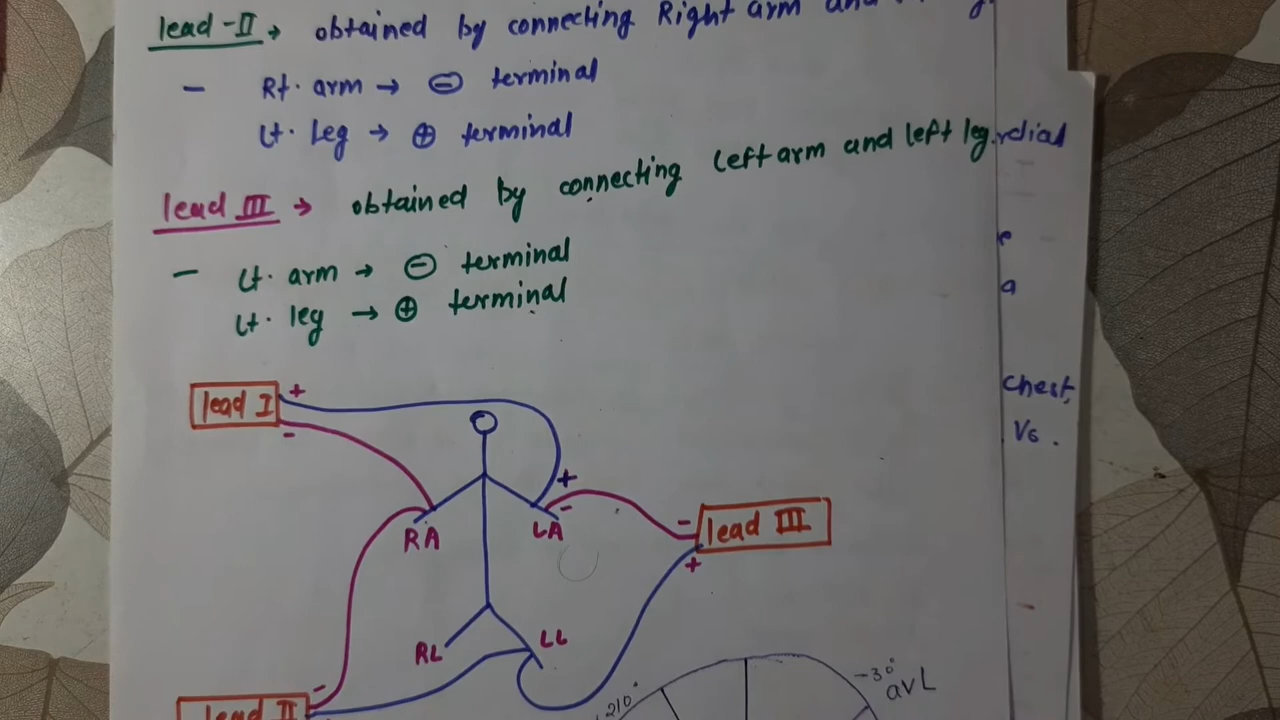 lead-II → obtained by connecting Right arm and
- Rt. arm → ⊖ terminal
Lt. Leg → ⊕ terminal
lead III → obtained by connecting Left arm and left leg.
- Lt. arm → ⊖ terminal
Lt. leg → ⊕ terminal
rdial
e
a
Chest,
V6.
lead I
+
-
+
-
RA
LA
-
lead III
+
RL
LL
-
lead II
210°
-30°
avL